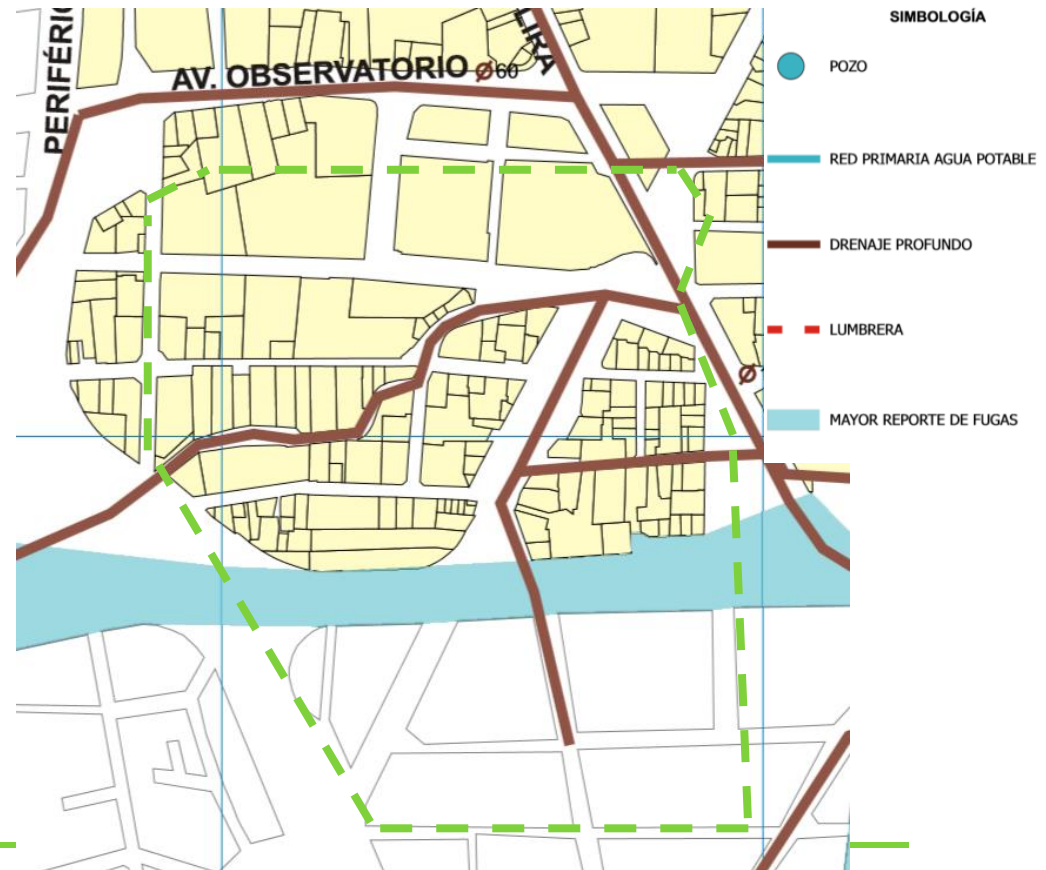 PERIFÉRIC
AV. OBSERVATORIO Ø60
LIRA
Ø
SIMBOLOGÍA
POZO
RED PRIMARIA AGUA POTABLE
DRENAJE PROFUNDO
LUMBRERA
MAYOR REPORTE DE FUGAS